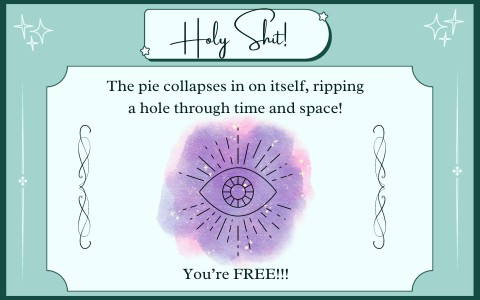 Holy Shit!
The pie collapses in on itself, ripping
a hole through time and space!
You're FREE!!!